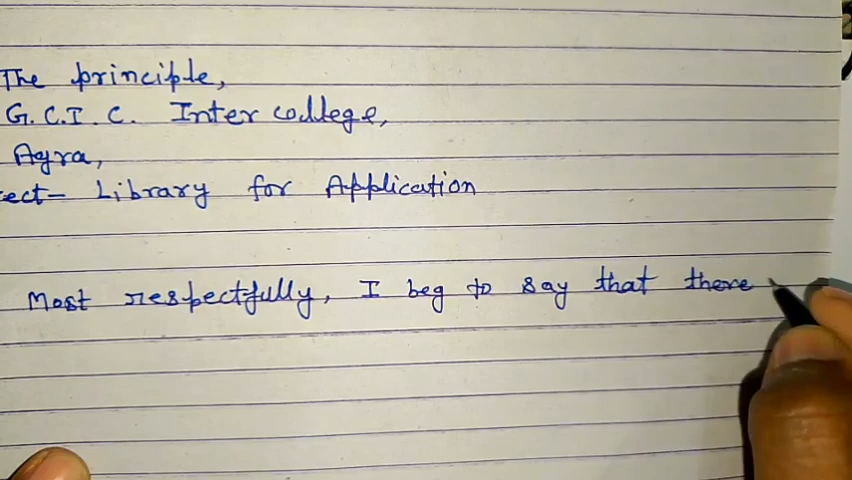 The principle,
G.C.I.C. Inter college,
Agra,
ect- Library for Application
Most respectfully, I beg to say that there